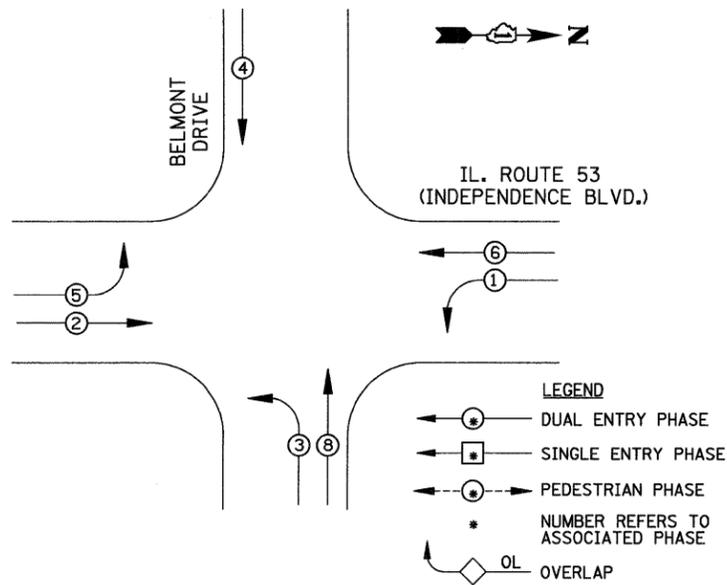 4
BELMONT
DRIVE
N
IL. ROUTE 53
(INDEPENDENCE BLVD.)
6
1
5
2
3
8
LEGEND
* DUAL ENTRY PHASE
* SINGLE ENTRY PHASE
* PEDESTRIAN PHASE
* NUMBER REFERS TO
ASSOCIATED PHASE
OL OVERLAP